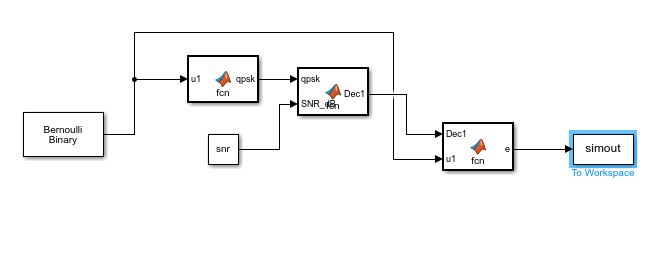 u1
qpsk
fcn
qpsk
SNR_dB
Dec1
fcn
Bernoulli
Binary
snr
Dec1
u1
e
fcn
simout
To Workspace